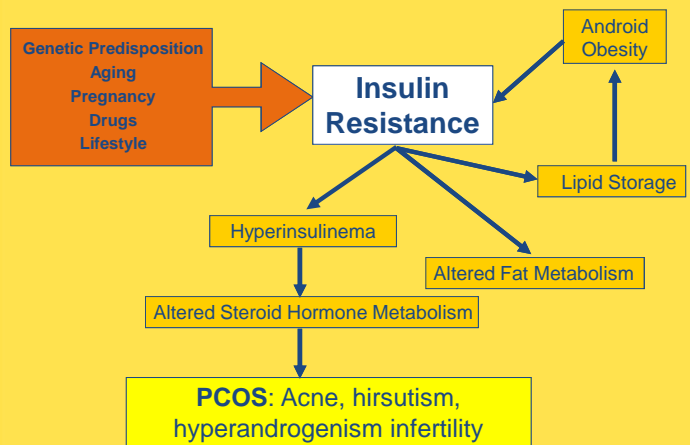 Genetic Predisposition
Aging
Pregnancy
Drugs
Lifestyle
Insulin
Resistance
Android
Obesity
Lipid Storage
Hyperinsulinema
Altered Fat Metabolism
Altered Steroid Hormone Metabolism
PCOS: Acne, hirsutism,
hyperandrogenism infertility